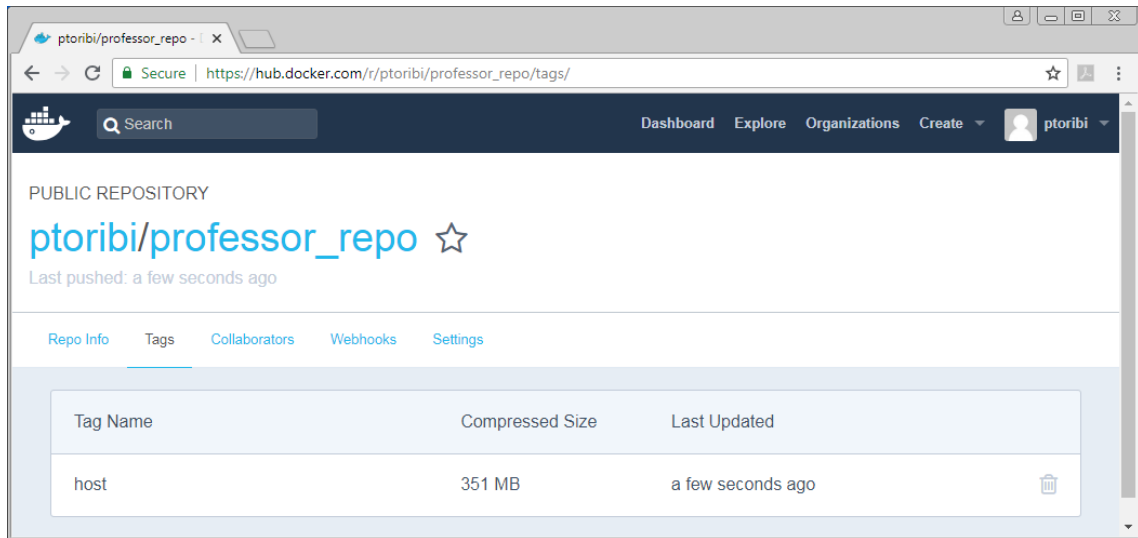 ptoribi/professor_repo -
Secure https://hub.docker.com/r/ptoribi/professor_repo/tags/
Search Dashboard Explore Organizations Create ptoribi
PUBLIC REPOSITORY
ptoribi/professor_repo
Last pushed: a few seconds ago
Repo Info Tags Collaborators Webhooks Settings
Tag Name Compressed Size Last Updated
host 351 MB a few seconds ago